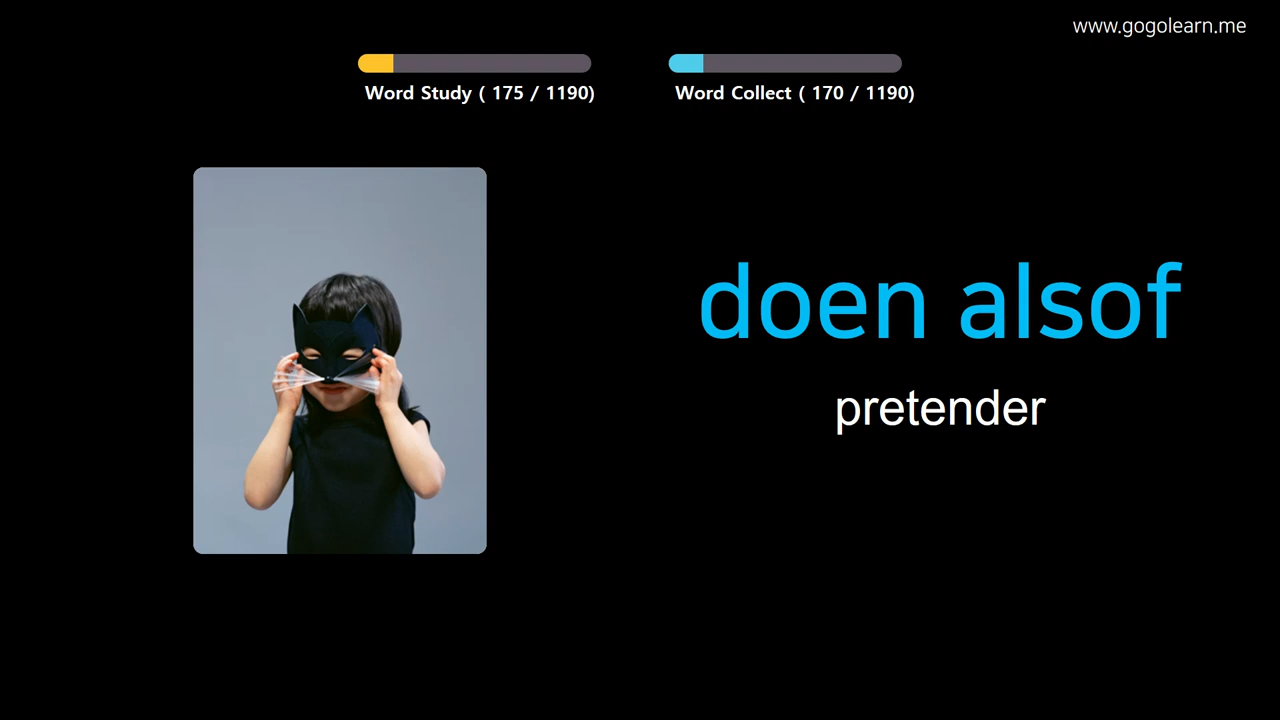 www.gogolearn.me
Word Study ( 175 / 1190)
Word Collect ( 170 / 1190)
doen alsof
pretender